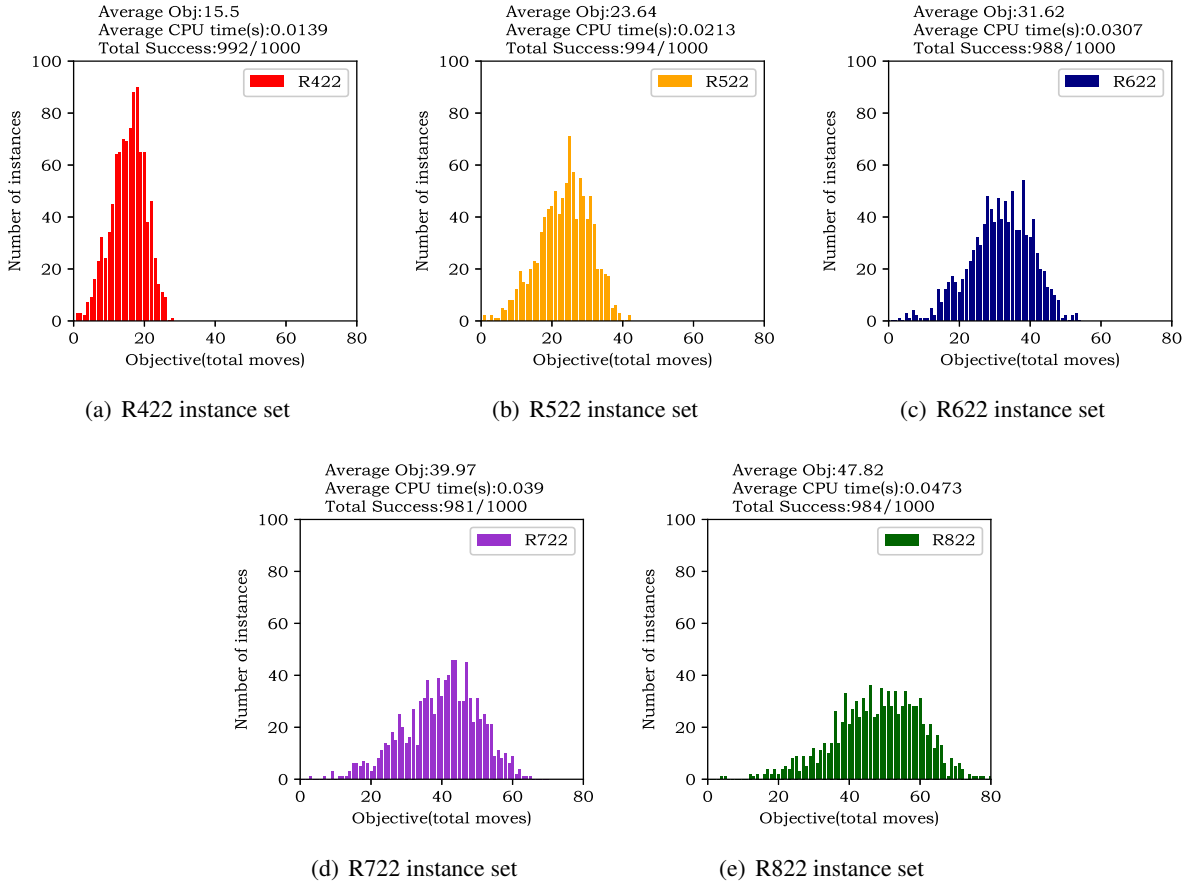 Average Obj:15.5
Average CPU time(s):0.0139
Total Success:992/1000
100
80
60
40
20
0
Number of instances
R422
0 20 40 60 80
Objective(total moves)
(a) R422 instance set
Average Obj:23.64
Average CPU time(s):0.0213
Total Success:994/1000
100
80
60
40
20
0
Number of instances
R522
0 20 40 60 80
Objective(total moves)
(b) R522 instance set
Average Obj:31.62
Average CPU time(s):0.0307
Total Success:988/1000
100
80
60
40
20
0
Number of instances
R622
0 20 40 60 80
Objective(total moves)
(c) R622 instance set
Average Obj:39.97
Average CPU time(s):0.039
Total Success:981/1000
100
80
60
40
20
0
Number of instances
R722
0 20 40 60 80
Objective(total moves)
(d) R722 instance set
Average Obj:47.82
Average CPU time(s):0.0473
Total Success:984/1000
100
80
60
40
20
0
Number of instances
R822
0 20 40 60 80
Objective(total moves)
(e) R822 instance set